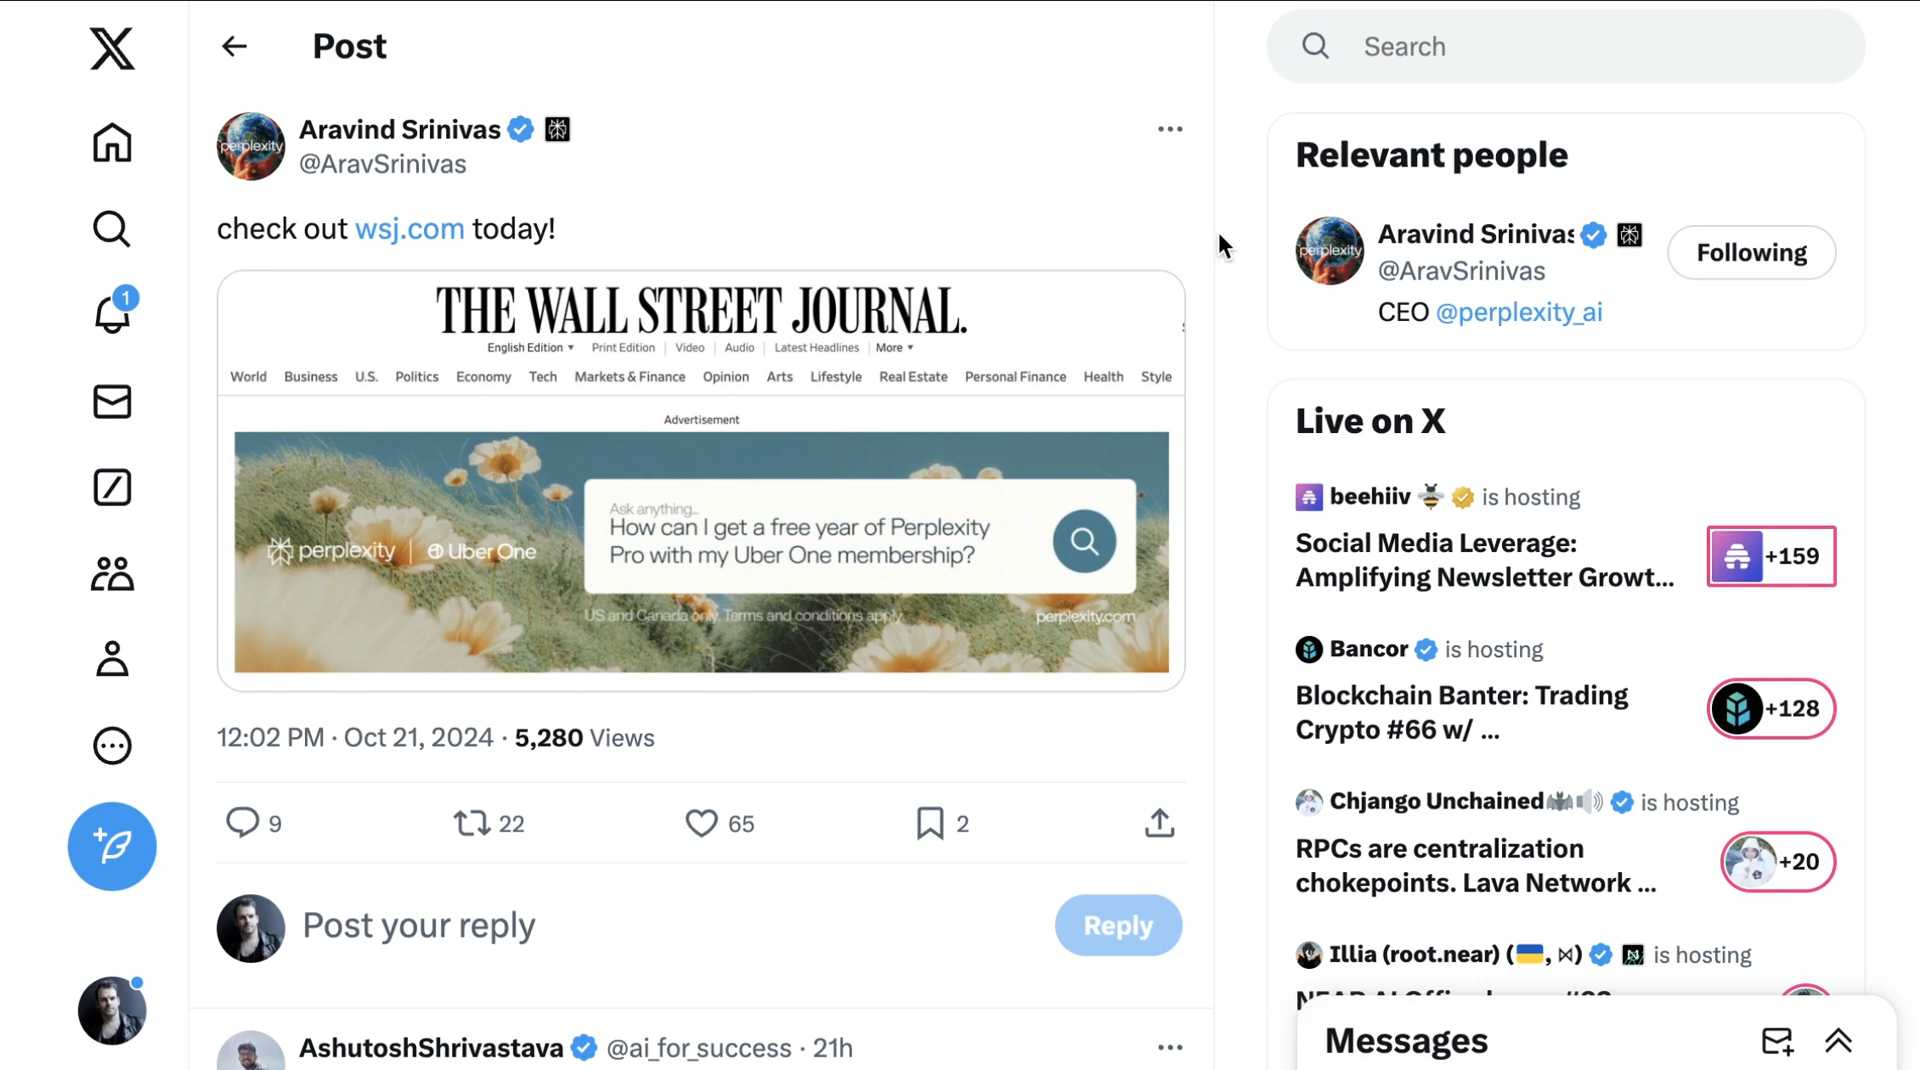 Post
Aravind Srinivas
@AravSrinivas
check out wsj.com today!
THE WALL STREET JOURNAL.
English Edition ▾ Print Edition | Video | Audio | Latest Headlines | More ▾
World Business U.S. Politics Economy Tech Markets & Finance Opinion Arts Lifestyle Real Estate Personal Finance Health Style
Advertisement
perplexity | Uber One
Ask anything...
How can I get a free year of Perplexity
Pro with my Uber One membership?
US and Canada only. Terms and conditions apply.
perplexity.com
12:02 PM · Oct 21, 2024 · 5,280 Views
9 22 65 2
Post your reply
Reply
AshutoshShrivastava @ai_for_success · 21h
1
Search
Relevant people
perplexity
Aravind Srinivas
@AravSrinivas
Following
CEO @perplexity_ai
Live on X
beehiiv 🐝 is hosting
Social Media Leverage:
Amplifying Newsletter Growt...
+159
Bancor is hosting
Blockchain Banter: Trading
Crypto #66 w/ ...
+128
Chjango Unchained🦇🔊 is hosting
RPCs are centralization
chokepoints. Lava Network ...
+20
Illia (root.near) (🇺🇦, ⋈) is hosting
Messages